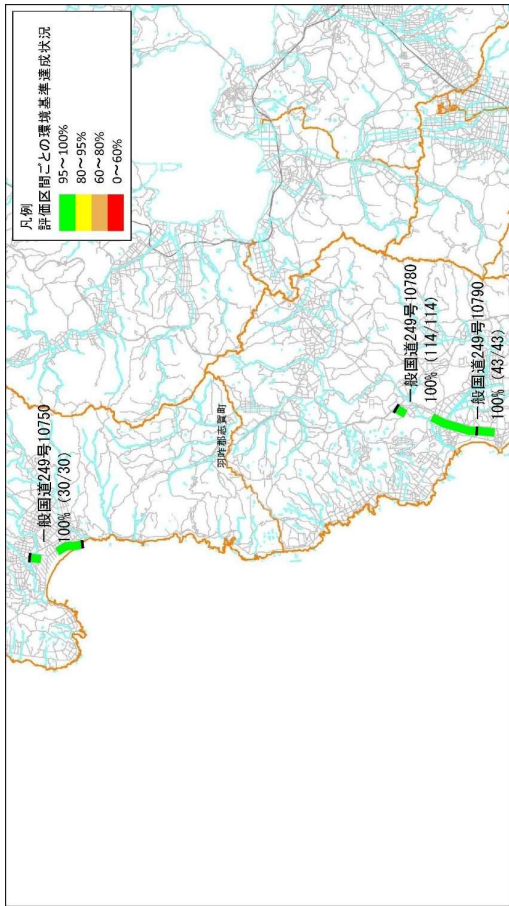 凡例
評価区間ごとの環境基準達成状況
95～100%
80～95%
60～80%
0～60%
一般国道249号10750
100% (30/30)
羽咋郡志賀町
一般国道249号10780
100% (114/114)
一般国道249号10790
100% (43/43)